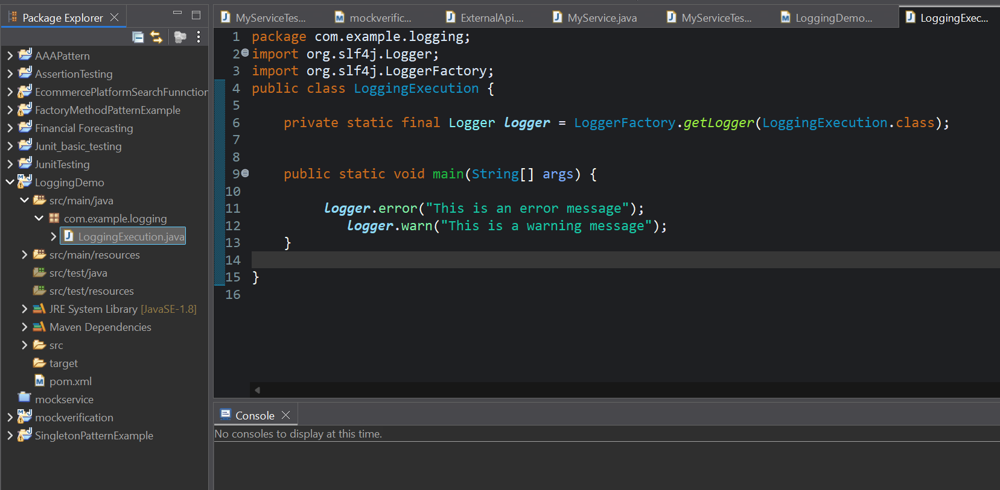 Package Explorer
AAAPattern
AssertionTesting
EcommercePlatformSearchFunnction
FactoryMethodPatternExample
Financial Forecasting
Junit_basic_testing
JunitTesting
LoggingDemo
src/main/java
com.example.logging
LoggingExecution.java
src/main/resources
src/test/java
src/test/resources
JRE System Library [JavaSE-1.8]
Maven Dependencies
src
target
pom.xml
mockservice
mockverification
SingletonPatternExample
MyServiceTes... mockverific... ExternalApi.... MyService.java MyServiceTes... LoggingDemo... LoggingExec...
1 package com.example.logging;
2 import org.slf4j.Logger;
3 import org.slf4j.LoggerFactory;
4 public class LoggingExecution {
5
6 private static final Logger logger = LoggerFactory.getLogger(LoggingExecution.class);
7
8
9 public static void main(String[] args) {
10
11 logger.error("This is an error message");
12 logger.warn("This is a warning message");
13 }
14
15 }
16
Console
No consoles to display at this time.